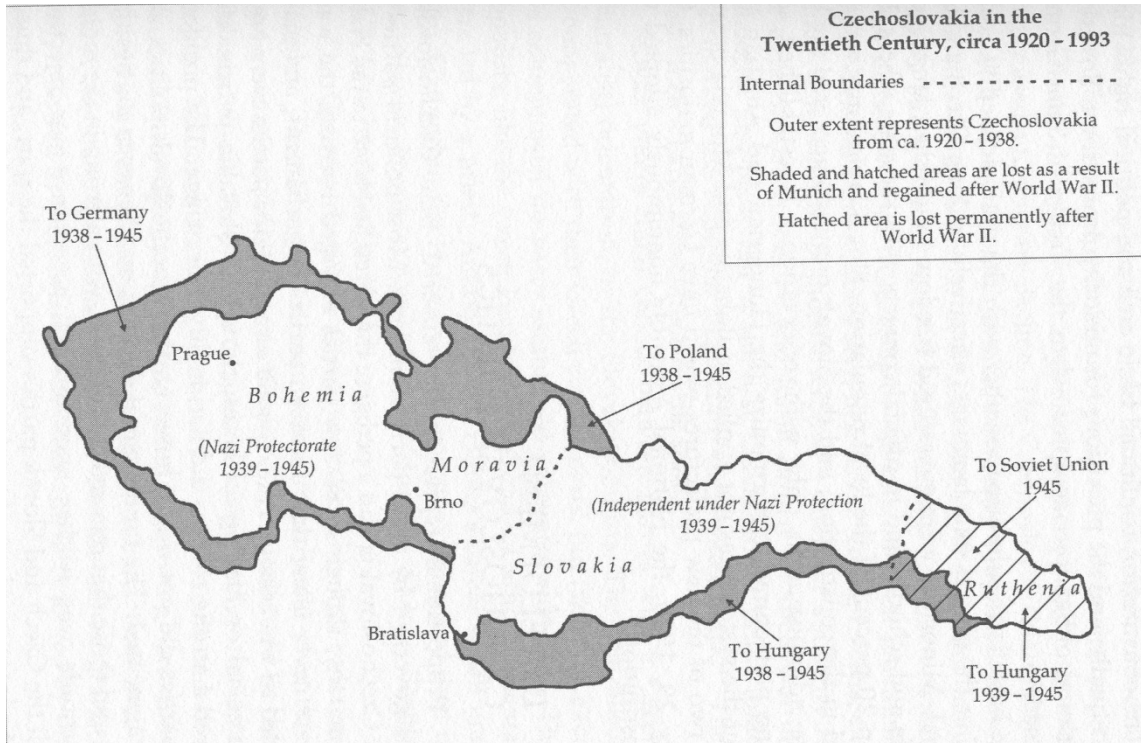 Czechoslovakia in the
Twentieth Century, circa 1920 – 1993
Internal Boundaries
Outer extent represents Czechoslovakia
from ca. 1920 – 1938.
Shaded and hatched areas are lost as a result
of Munich and regained after World War II.
Hatched area is lost permanently after
World War II.
To Germany
1938 – 1945
Prague
Bohemia
(Nazi Protectorate
1939 – 1945)
To Poland
1938 – 1945
Moravia
Brno
(Independent under Nazi Protection
1939 – 1945)
To Soviet Union
1945
Slovakia
Ruthenia
Bratislava
To Hungary
1938 – 1945
To Hungary
1939 – 1945